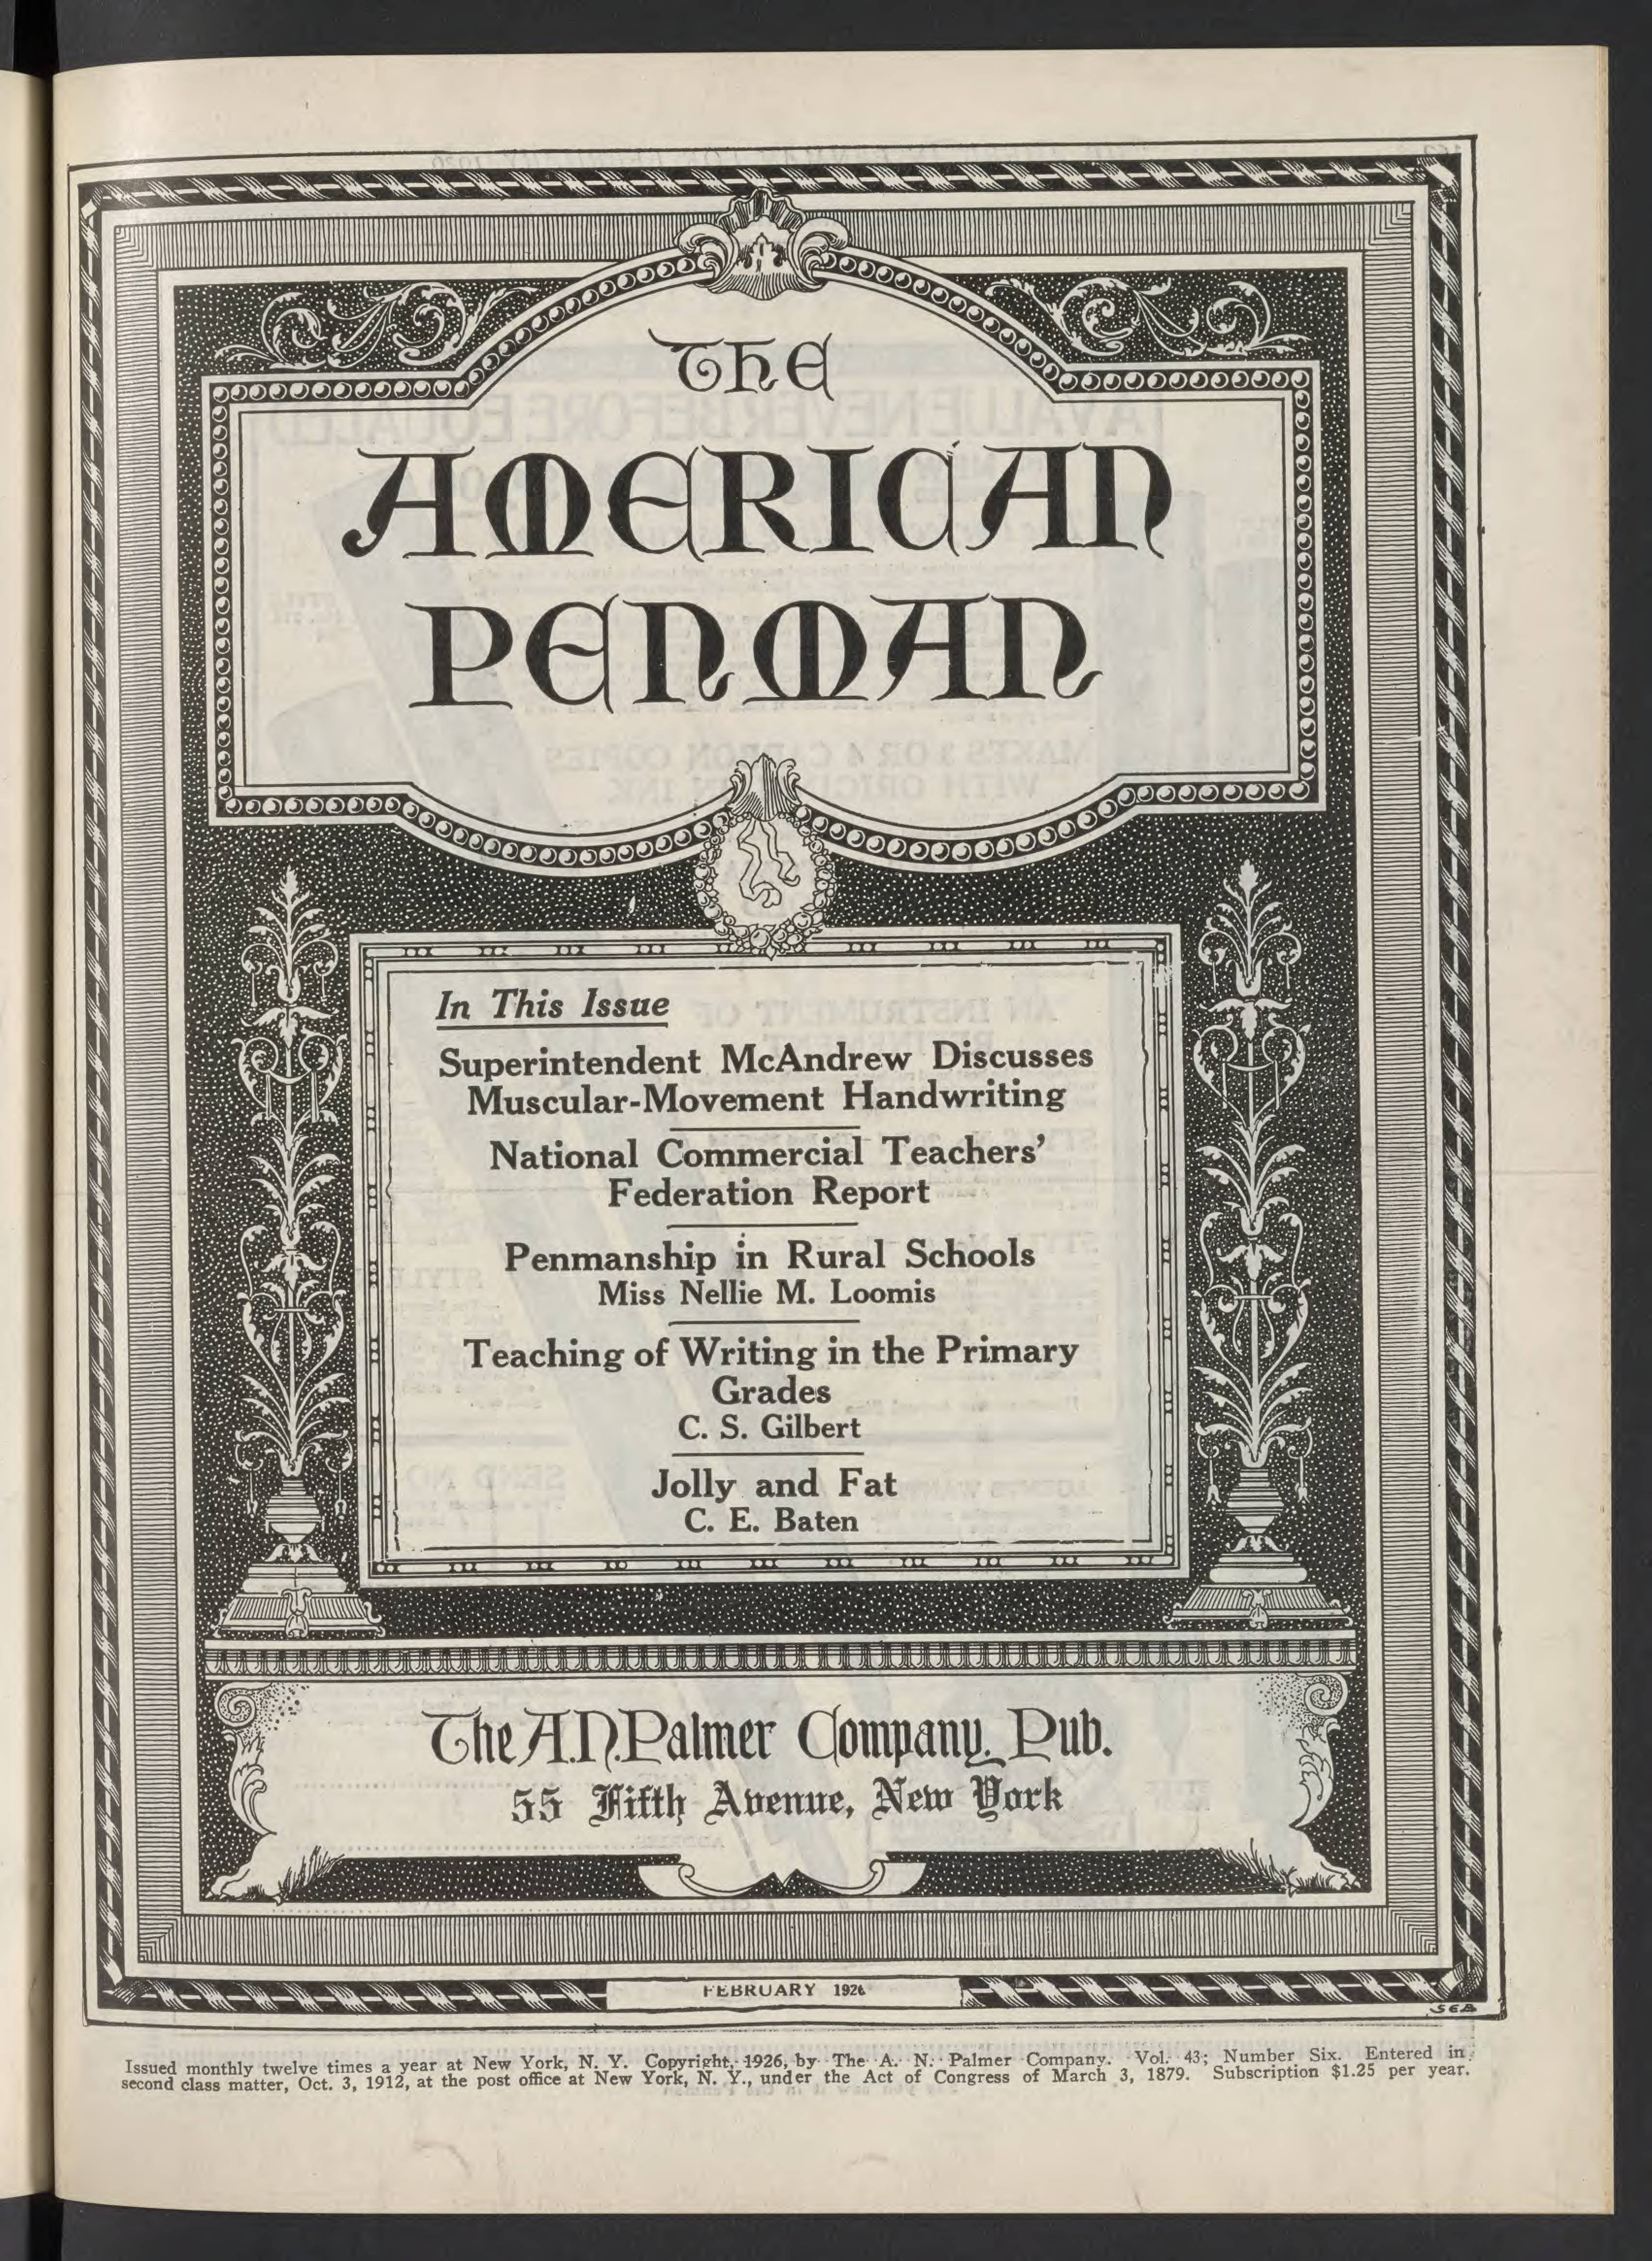 THE
AMERICAN
PENMAN
In This Issue
Superintendent McAndrew Discusses
Muscular-Movement Handwriting
National Commercial Teachers'
Federation Report
Penmanship in Rural Schools
Miss Nellie M. Loomis
Teaching of Writing in the Primary
Grades
C. S. Gilbert
Jolly and Fat
C. E. Baten
The A.N. Palmer Company, Pub.
55 Fifth Avenue, New York
FEBRUARY 1926
SEB
Issued monthly twelve times a year at New York, N. Y. Copyright, 1926, by The A. N. Palmer Company. Vol. 43; Number Six. Entered in
second class matter, Oct. 3, 1912, at the post office at New York, N. Y., under the Act of Congress of March 3, 1879. Subscription $1.25 per year.